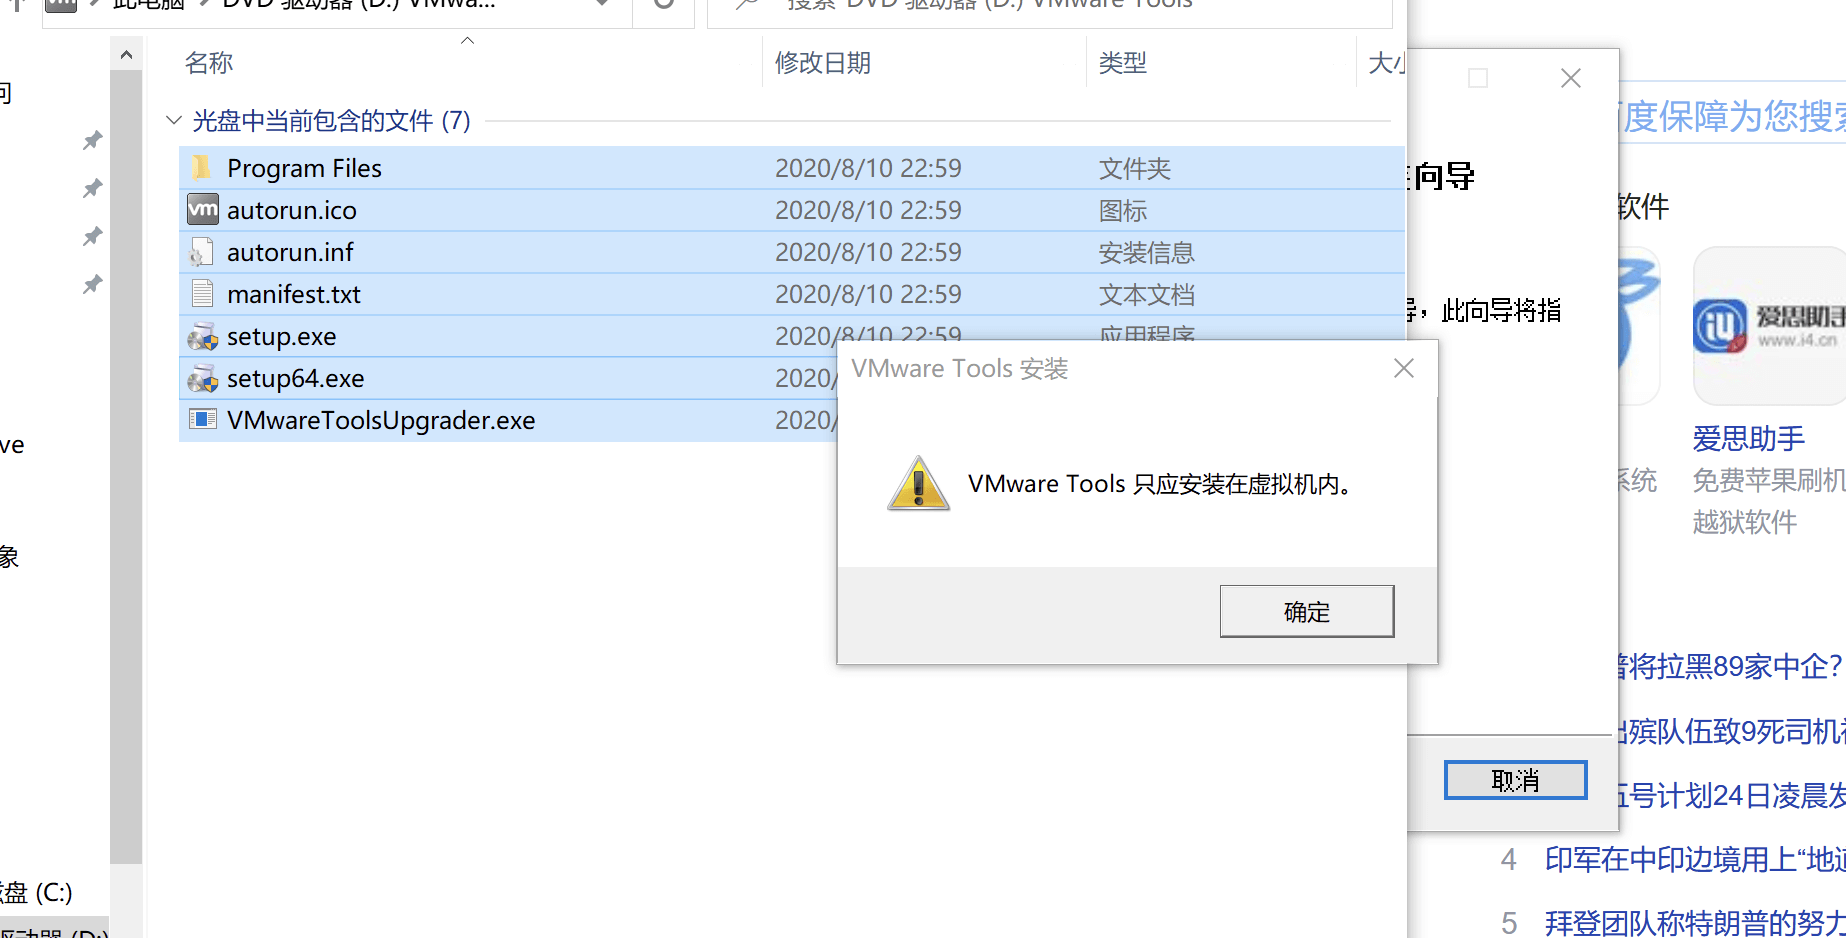 此电脑 DVD 驱动器 (D:) VMwa...
搜索"DVD 驱动器 (D:) VMware Tools"
名称 修改日期 类型
光盘中当前包含的文件 (7)
Program Files 2020/8/10 22:59 文件夹
autorun.ico 2020/8/10 22:59 图标
autorun.inf 2020/8/10 22:59 安装信息
manifest.txt 2020/8/10 22:59 文本文档
setup.exe 2020/8/10 22:59 应用程序
setup64.exe 2020/
VMwareToolsUpgrader.exe 2020/
VMware Tools 安装
VMware Tools 只应安装在虚拟机内。
确定
向导
导，此向导将指
取消
ve
象
盘 (C:)
驱动器 (D:)
百度保障为您搜索
软件
爱思助手
www.i4.cn
爱思助手
系统
免费苹果刷机
越狱软件
普将拉黑89家中企?
出殡队伍致9死司机
五号计划24日凌晨发
4 印军在中印边境用上“地道
5 拜登团队称特朗普的努力